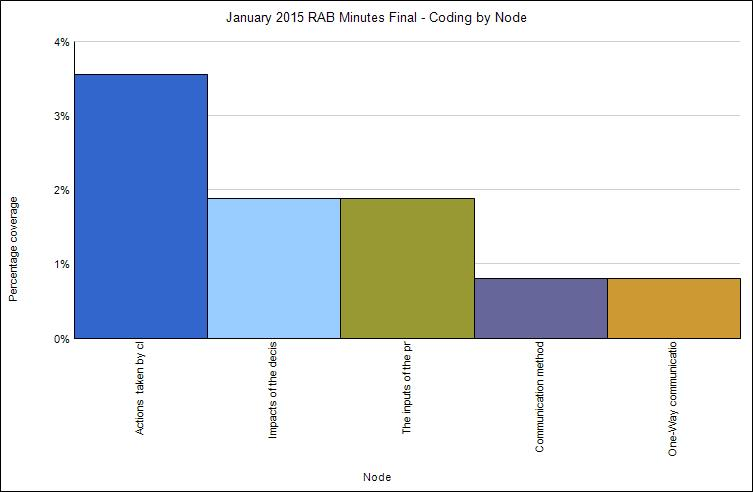 January 2015 RAB Minutes Final - Coding by Node
4%
3%
2%
1%
0%
Percentage coverage
Actions taken by cl
Impacts of the decis
The inputs of the pr
Communication method
One-Way communicatio
Node